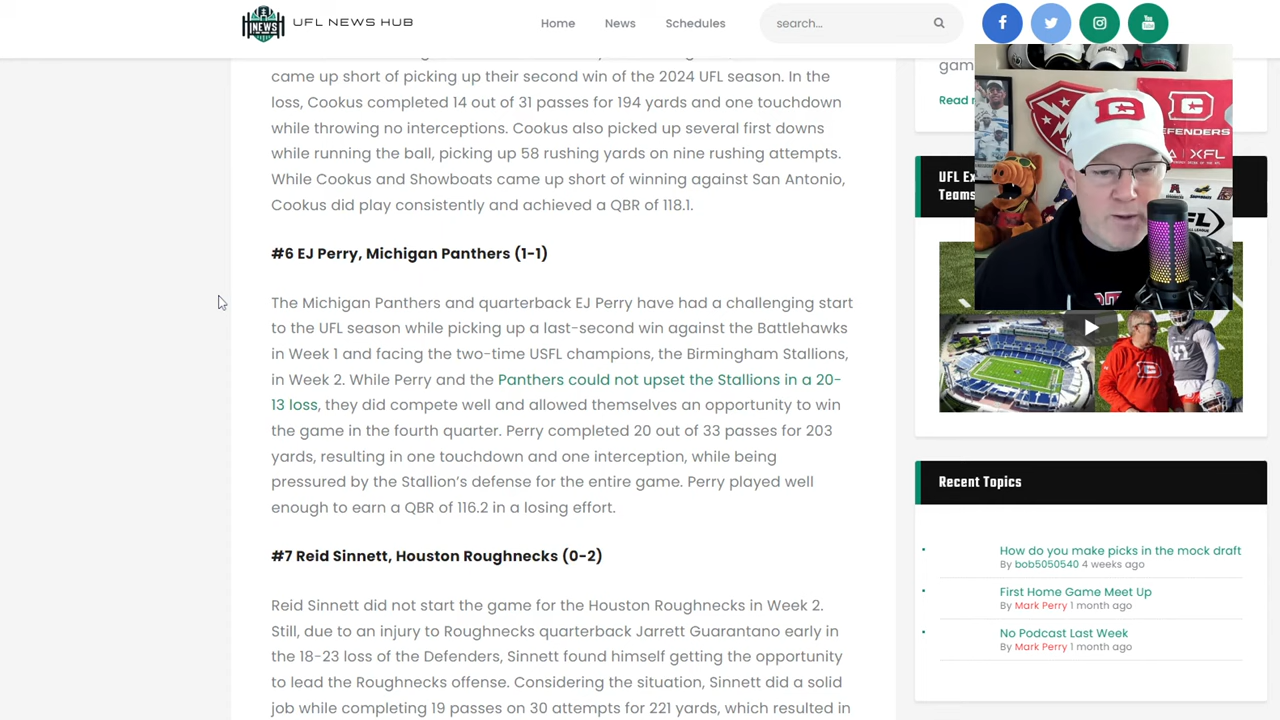 NEWS
UFL NEWS HUB
Home
News
Schedules
search...
came up short of picking up their second win of the 2024 UFL season. In the
loss, Cookus completed 14 out of 31 passes for 194 yards and one touchdown
while throwing no interceptions. Cookus also picked up several first downs
while running the ball, picking up 58 rushing yards on nine rushing attempts.
While Cookus and Showboats came up short of winning against San Antonio,
Cookus did play consistently and achieved a QBR of 118.1.
#6 EJ Perry, Michigan Panthers (1-1)
The Michigan Panthers and quarterback EJ Perry have had a challenging start
to the UFL season while picking up a last-second win against the Battlehawks
in Week 1 and facing the two-time USFL champions, the Birmingham Stallions,
in Week 2. While Perry and the Panthers could not upset the Stallions in a 20-
13 loss, they did compete well and allowed themselves an opportunity to win
the game in the fourth quarter. Perry completed 20 out of 33 passes for 203
yards, resulting in one touchdown and one interception, while being
pressured by the Stallion's defense for the entire game. Perry played well
enough to earn a QBR of 116.2 in a losing effort.
#7 Reid Sinnett, Houston Roughnecks (0-2)
Reid Sinnett did not start the game for the Houston Roughnecks in Week 2.
Still, due to an injury to Roughnecks quarterback Jarrett Guarantano early in
the 18-23 loss of the Defenders, Sinnett found himself getting the opportunity
to lead the Roughnecks offense. Considering the situation, Sinnett did a solid
job while completing 19 passes on 30 attempts for 221 yards, which resulted in
gam
Read
DEFENDERS
XFL
UFL Ex
Teams
Recent Topics
How do you make picks in the mock draft
By bob5050540 4 weeks ago
First Home Game Meet Up
By Mark Perry 1 month ago
No Podcast Last Week
By Mark Perry 1 month ago